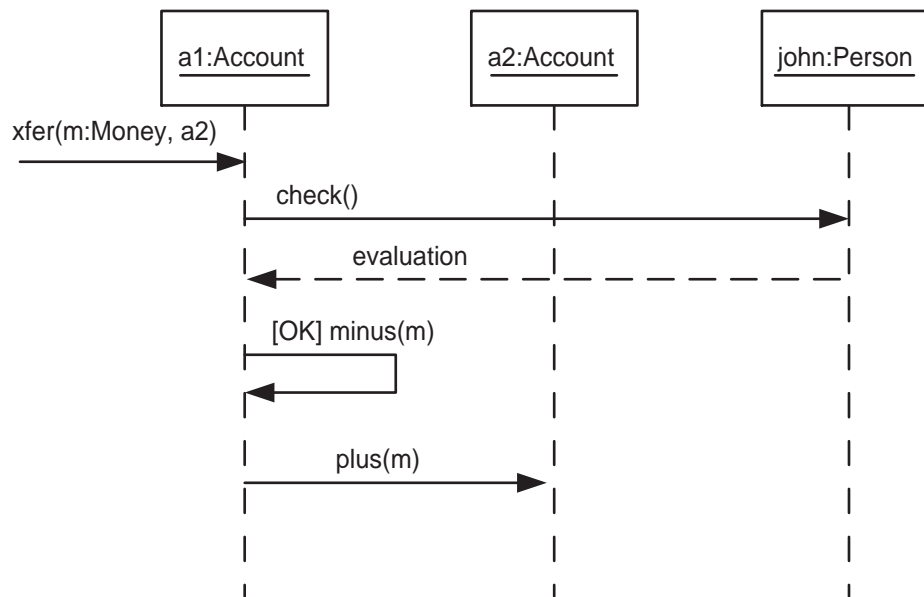 a1:Account
a2:Account
john:Person
xfer(m:Money, a2)
check()
evaluation
[OK] minus(m)
plus(m)